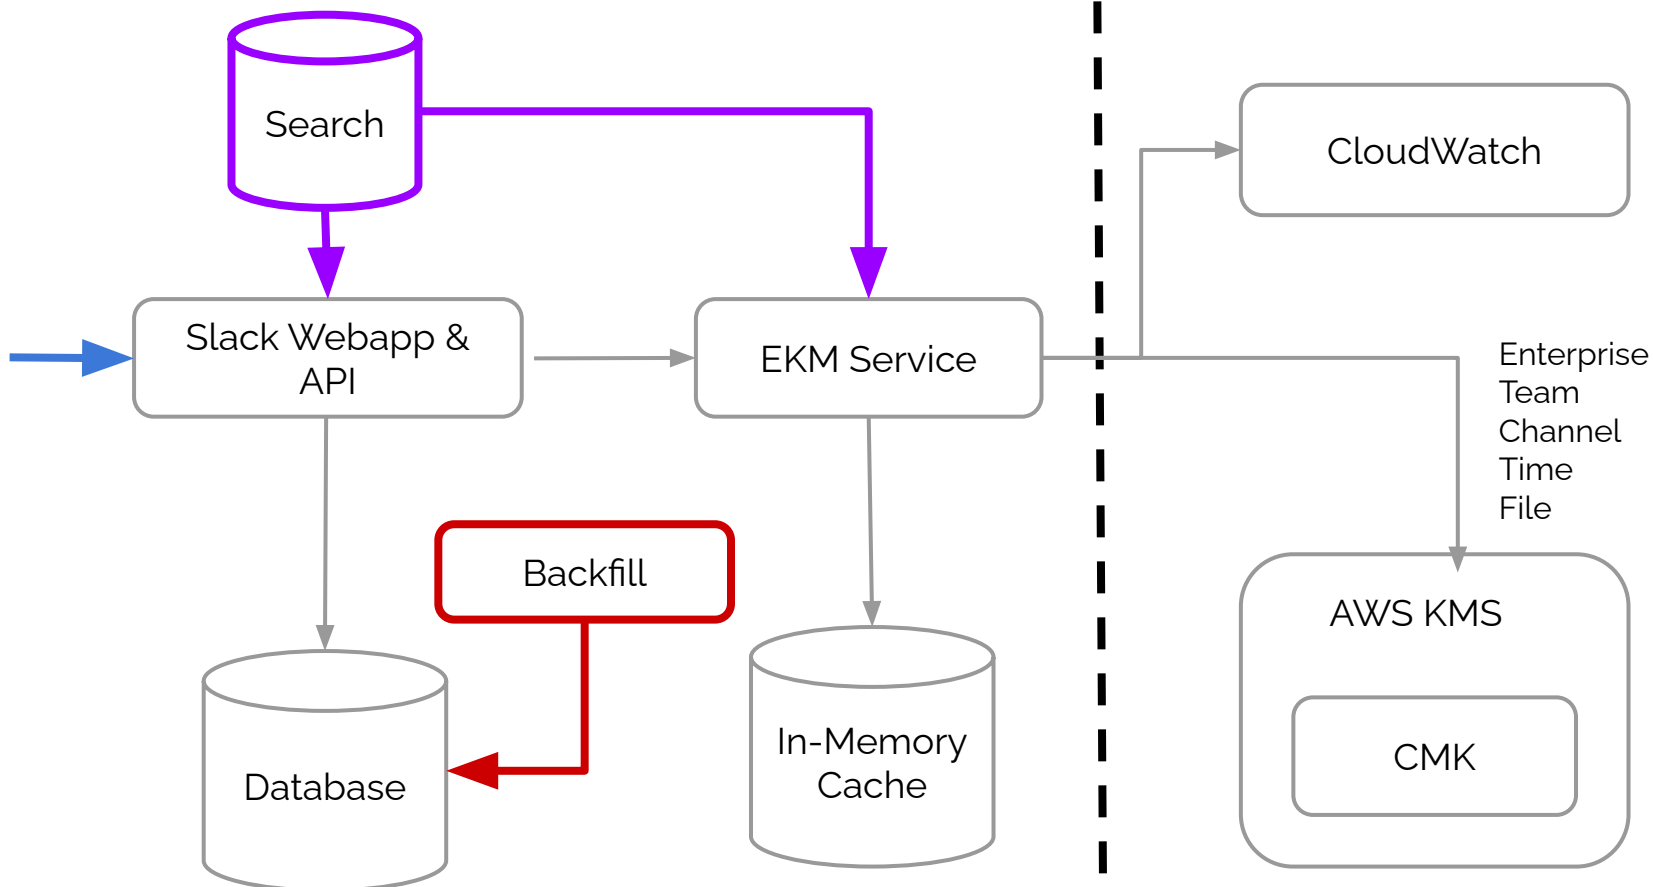 Search
CloudWatch
Slack Webapp &
API
EKM Service
Enterprise
Team
Channel
Time
File
Backfill
AWS KMS
In-Memory
Cache
CMK
Database